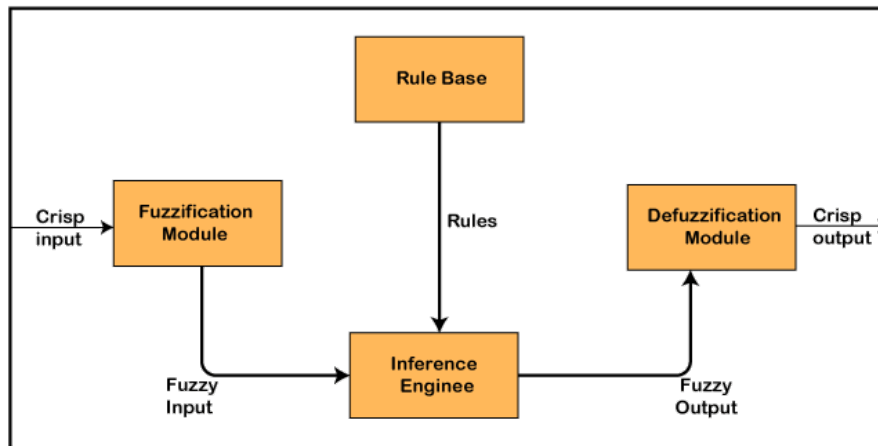 Rule Base
Crisp
input
Fuzzification
Module
Rules
Defuzzification
Module
Crisp
output
Inference
Enginee
Fuzzy
Input
Fuzzy
Output